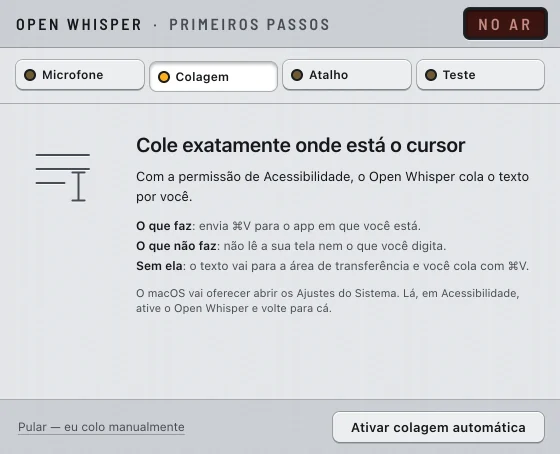 OPEN WHISPER · PRIMEIROS PASSOS
NO AR
Microfone
Colagem
Atalho
Teste
Cole exatamente onde está o cursor
Com a permissão de Acessibilidade, o Open Whisper cola o texto
por você.
O que faz: envia ⌘V para o app em que você está.
O que não faz: não lê a sua tela nem o que você digita.
Sem ela: o texto vai para a área de transferência e você cola com ⌘V.
O macOS vai oferecer abrir os Ajustes do Sistema. Lá, em Acessibilidade,
ative o Open Whisper e volte para cá.
Pular — eu colo manualmente
Ativar colagem automática